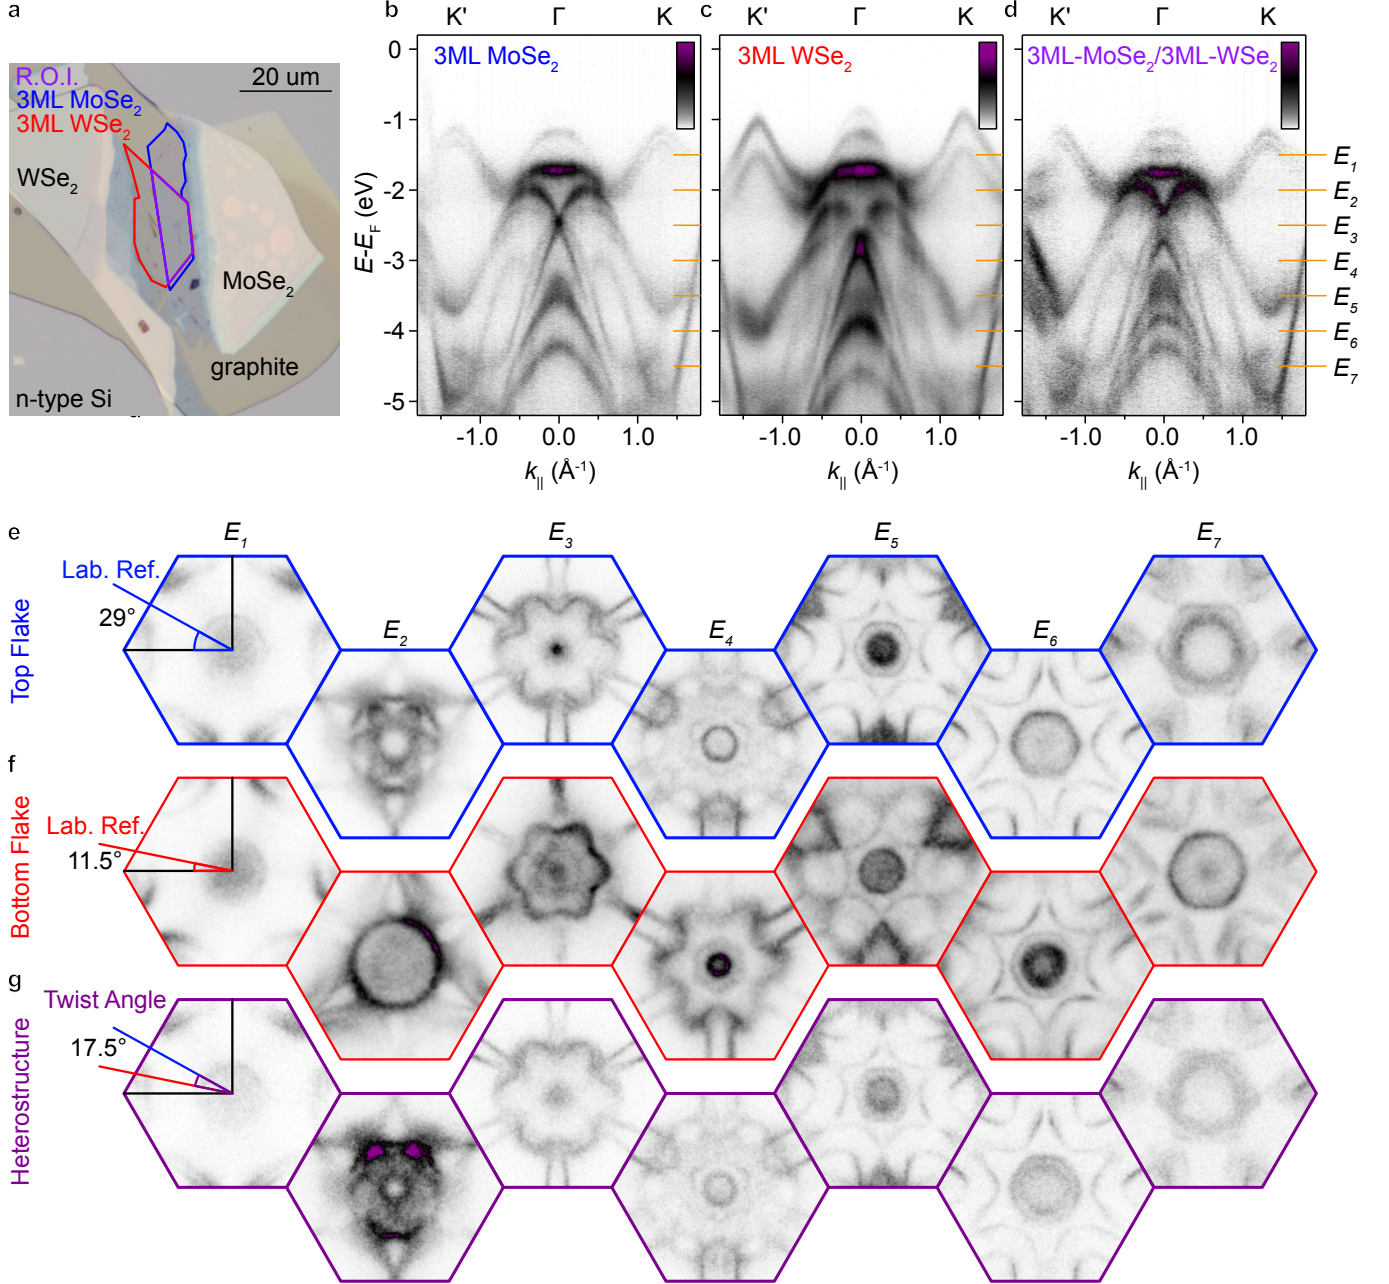 a
R.O.I.
3ML MoSe2
3ML WSe2
20 um
WSe2
MoSe2
graphite
n-type Si
b
K'
Γ
K
3ML MoSe2
c
K'
Γ
K
3ML WSe2
d
K'
Γ
K
3ML-MoSe2/3ML-WSe2
E-EF (eV)
0
-1
-2
-3
-4
-5
-1.0 0.0 1.0
k|| (Å-1)
-1.0 0.0 1.0
k|| (Å-1)
-1.0 0.0 1.0
k|| (Å-1)
E1
E2
E3
E4
E5
E6
E7
e
Top Flake
E1
E2
E3
E4
E5
E6
E7
Lab. Ref.
29°
f
Bottom Flake
Lab. Ref.
11.5°
g
Heterostructure
Twist Angle
17.5°